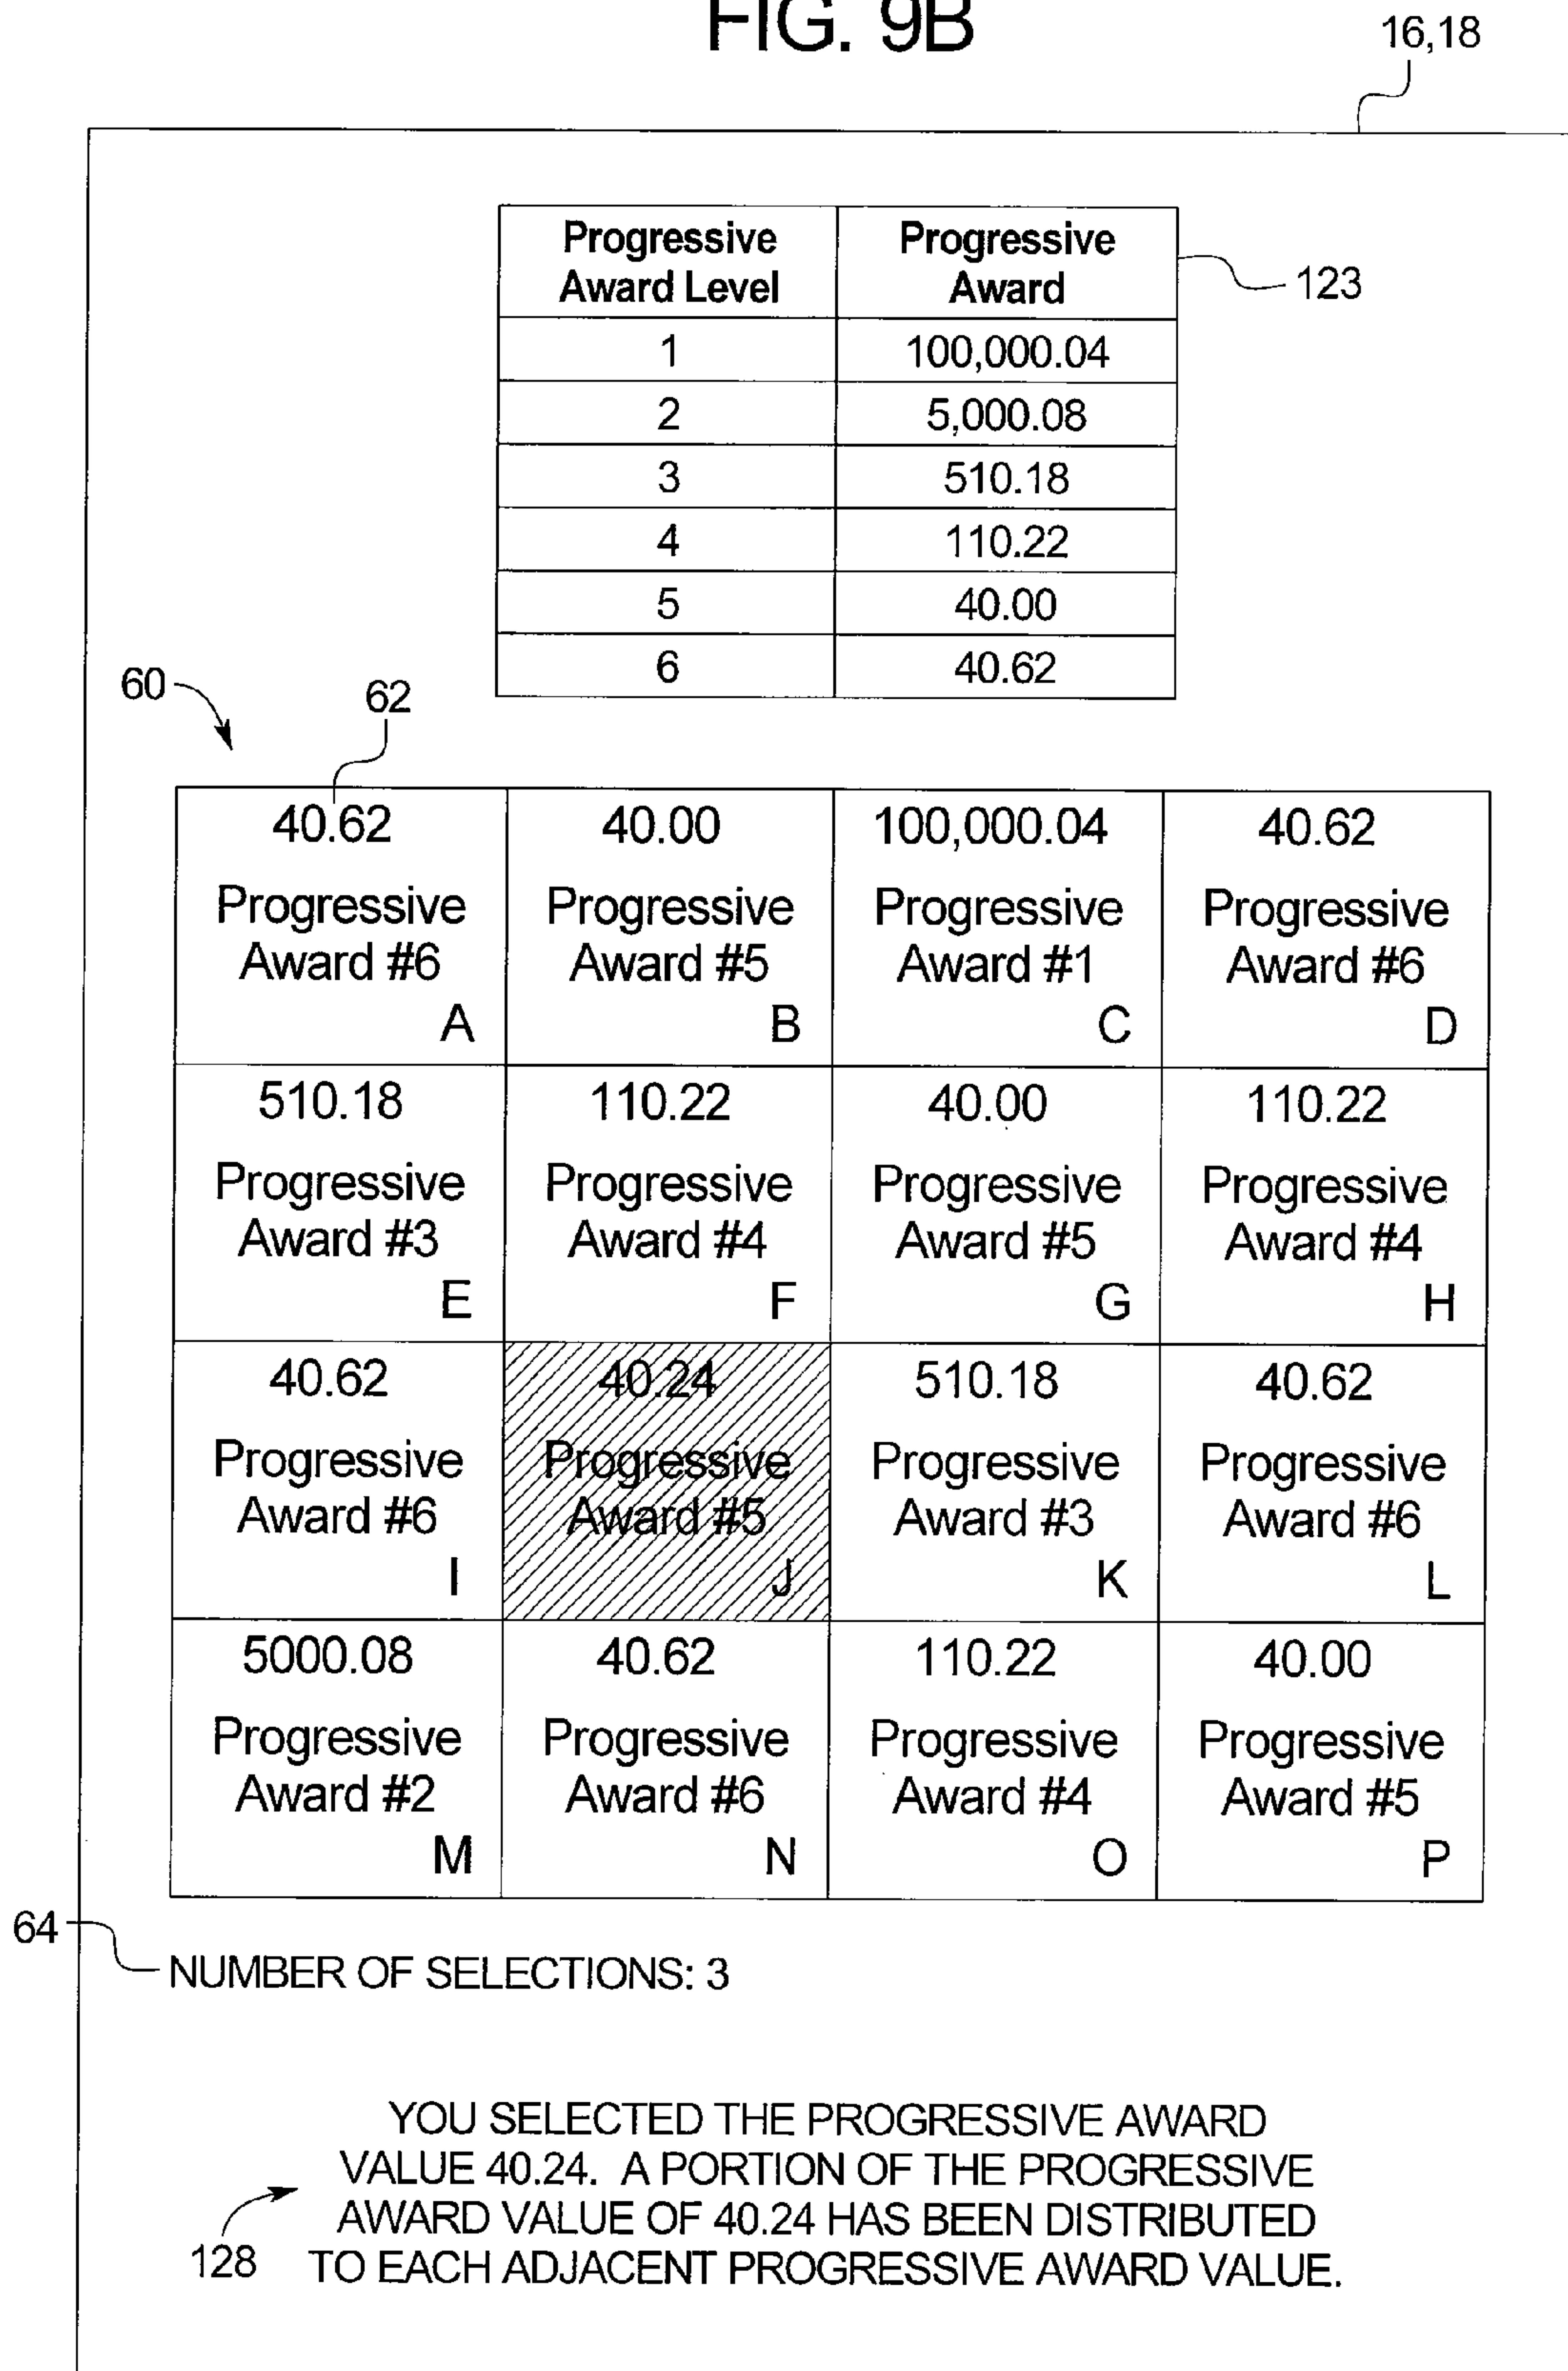 FIG. 9B
16,18
Progressive Award Level Progressive Award
123
1 100,000.04
2 5,000.08
3 510.18
4 110.22
5 40.00
6 40.62
60
62
40.62 40.00 100,000.04 40.62
Progressive Progressive Progressive Progressive
Award #6 Award #5 Award #1 Award #6
A B C D
510.18 110.22 40.00 110.22
Progressive Progressive Progressive Progressive
Award #3 Award #4 Award #5 Award #4
E F G H
40.62 40.24 510.18 40.62
Progressive Progressive Progressive Progressive
Award #6 Award #5 Award #3 Award #6
I J K L
5000.08 40.62 110.22 40.00
Progressive Progressive Progressive Progressive
Award #2 Award #6 Award #4 Award #5
M N O P
64
NUMBER OF SELECTIONS: 3
YOU SELECTED THE PROGRESSIVE AWARD
VALUE 40.24. A PORTION OF THE PROGRESSIVE
AWARD VALUE OF 40.24 HAS BEEN DISTRIBUTED
128 TO EACH ADJACENT PROGRESSIVE AWARD VALUE.